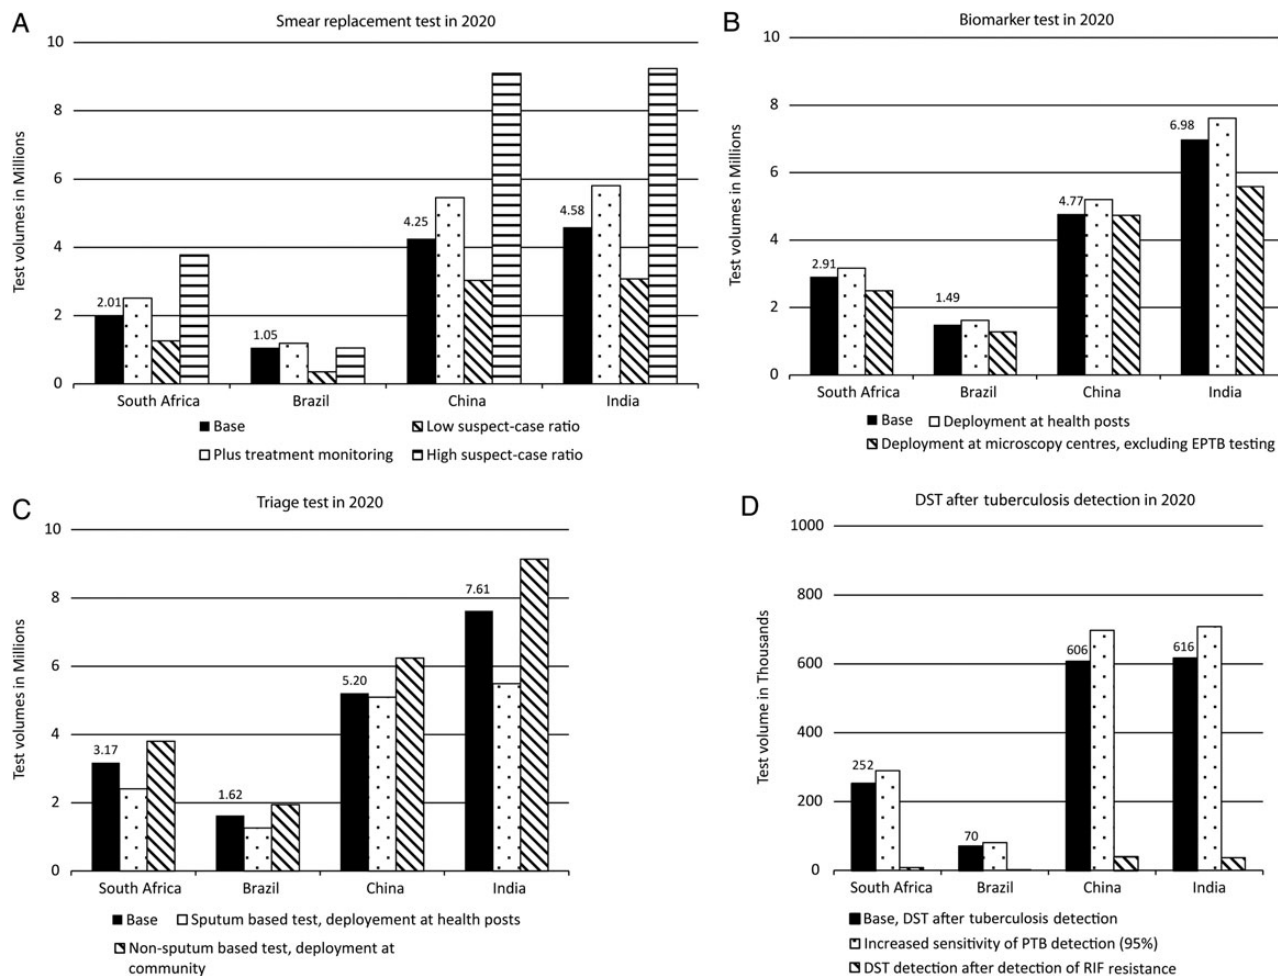 A
Smear replacement test in 2020
Test volumes in Millions
10
8
6
4
2
0
2.01
1.05
4.25
4.58
South Africa
Brazil
China
India
Base
Low suspect-case ratio
Plus treatment monitoring
High suspect-case ratio
B
Biomarker test in 2020
Test volumes in Millions
10
8
6
4
2
0
2.91
1.49
4.77
6.98
South Africa
Brazil
China
India
Base
Deployment at health posts
Deployment at microscopy centres, excluding EPTB testing
C
Triage test in 2020
Test volumes in Millions
10
8
6
4
2
0
3.17
1.62
5.20
7.61
South Africa
Brazil
China
India
Base
Sputum based test, deployement at health posts
Non-sputum based test, deployment at
community
D
DST after tuberculosis detection in 2020
Test volume in Thousands
1000
800
600
400
200
0
252
70
606
616
South Africa
Brazil
China
India
Base, DST after tuberculosis detection
Increased sensitivity of PTB detection (95%)
DST detection after detection of RIF resistance